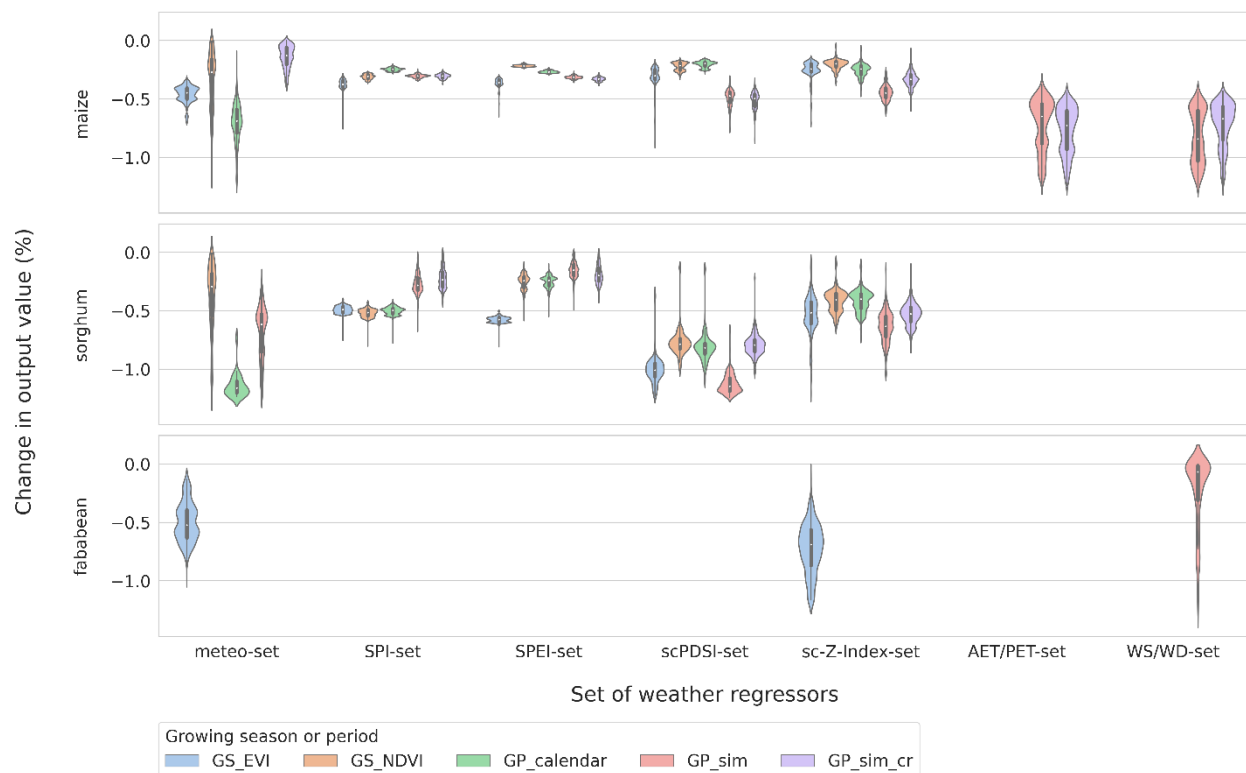 0.0
−0.5
−1.0
maize
0.0
−0.5
−1.0
sorghum
0.0
−0.5
−1.0
fababean
Change in output value (%)
meteo-set SPI-set SPEI-set scPDSI-set sc-Z-Index-set AET/PET-set WS/WD-set
Set of weather regressors
Growing season or period
GS_EVI GS_NDVI GP_calendar GP_sim GP_sim_cr